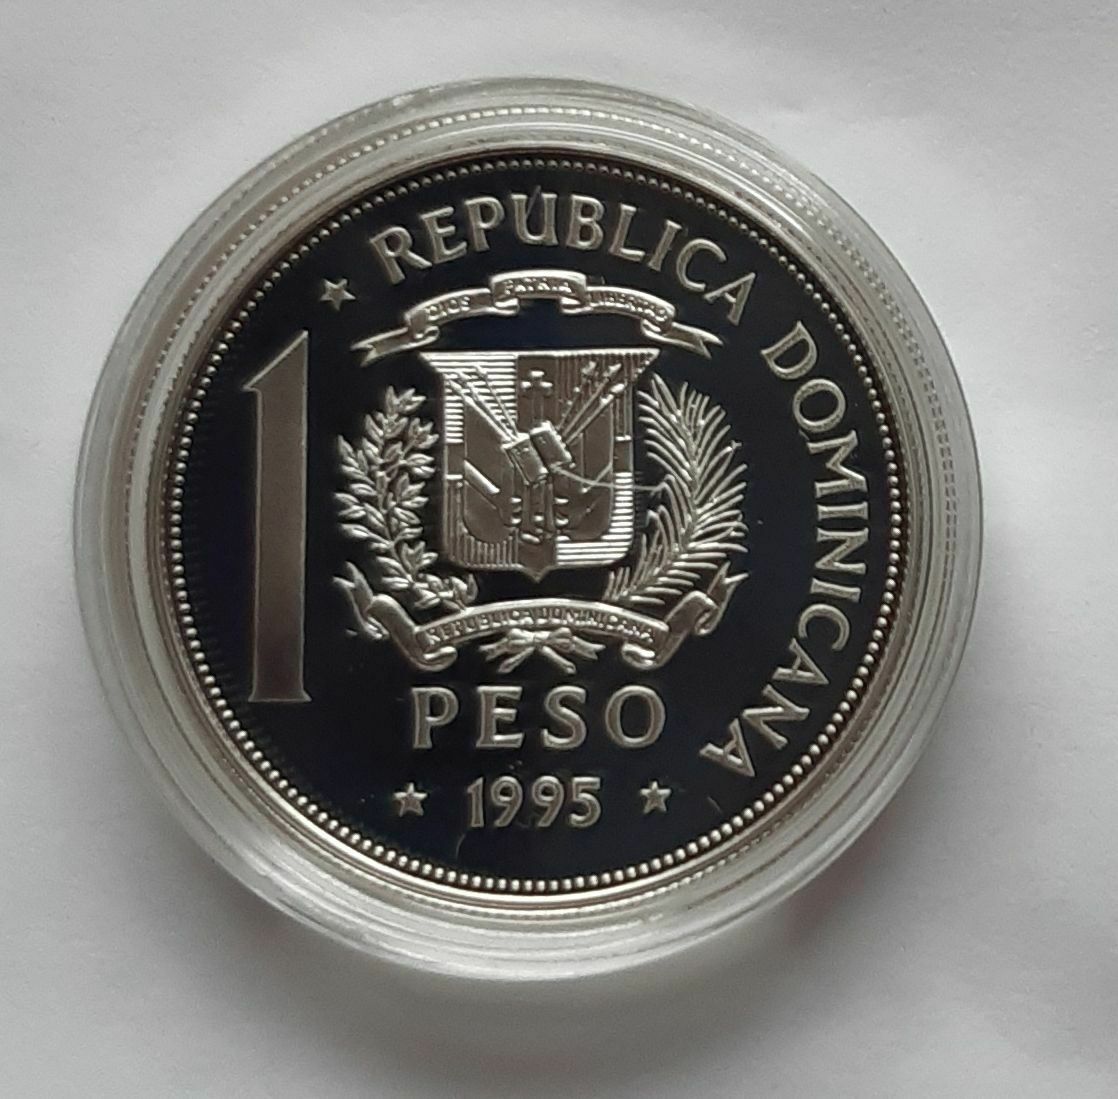 REPUBLICA DOMINICANA
DIOS PATRIA LIBERTAD
1
REPUBLICA DOMINICANA
PESO
1995